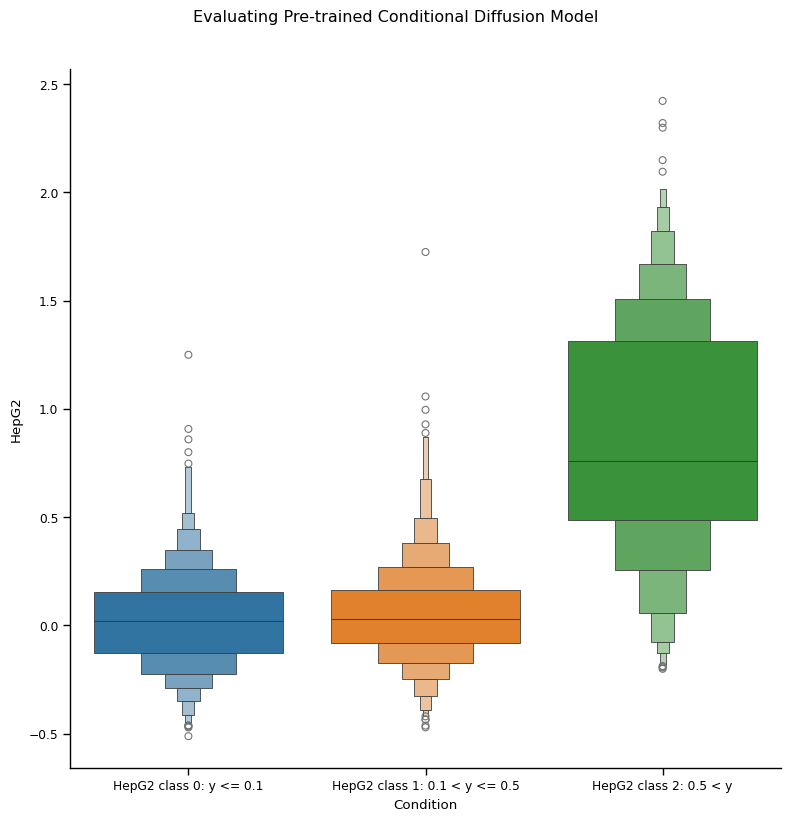 Evaluating Pre-trained Conditional Diffusion Model
2.5
2.0
1.5
1.0
0.5
0.0
−0.5
HepG2
HepG2 class 0: y <= 0.1
HepG2 class 1: 0.1 < y <= 0.5
HepG2 class 2: 0.5 < y
Condition